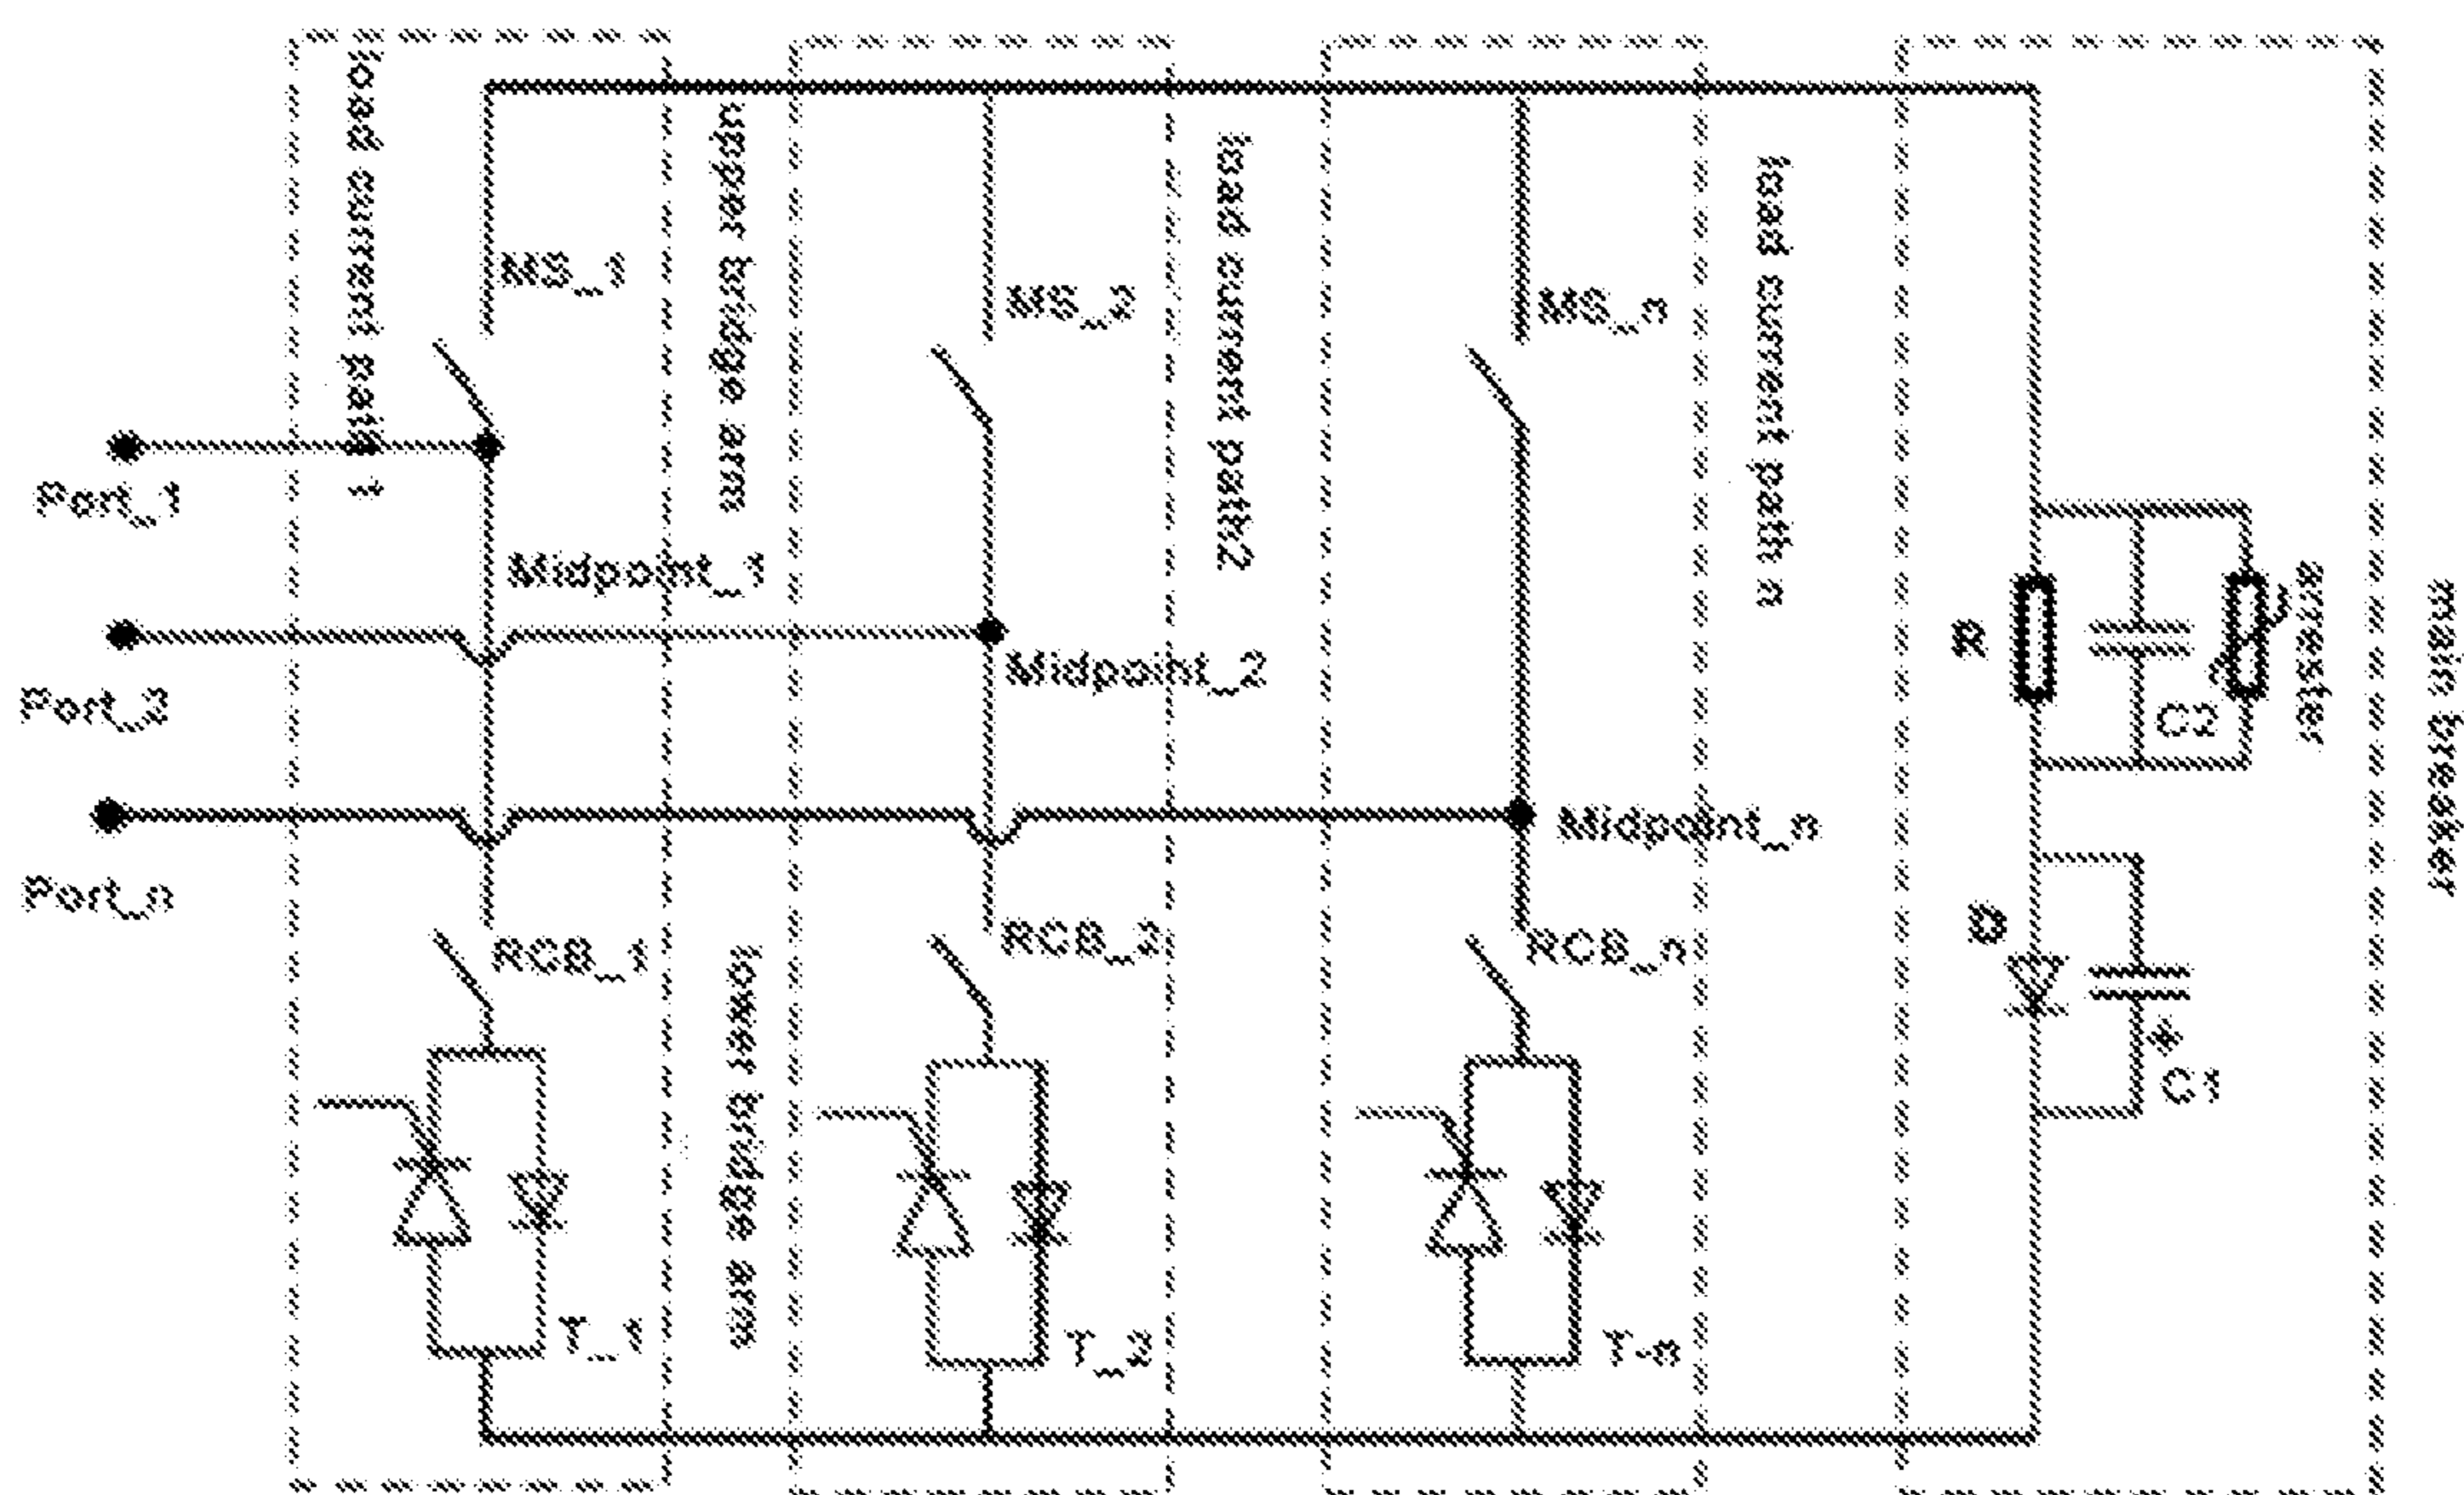 load current path 1
upper bridge arm
load current path2
load current path n
MS_1
MS_2
MS_n
Port_1
Midpoint_1
Port_2
Midpoint_2
Port_n
Midpoint_n
R
C2
arrester
main breaker
RCB_1
RCB_2
RCB_n
lower bridge arm
D
+
C1
T_1
T_2
T-n